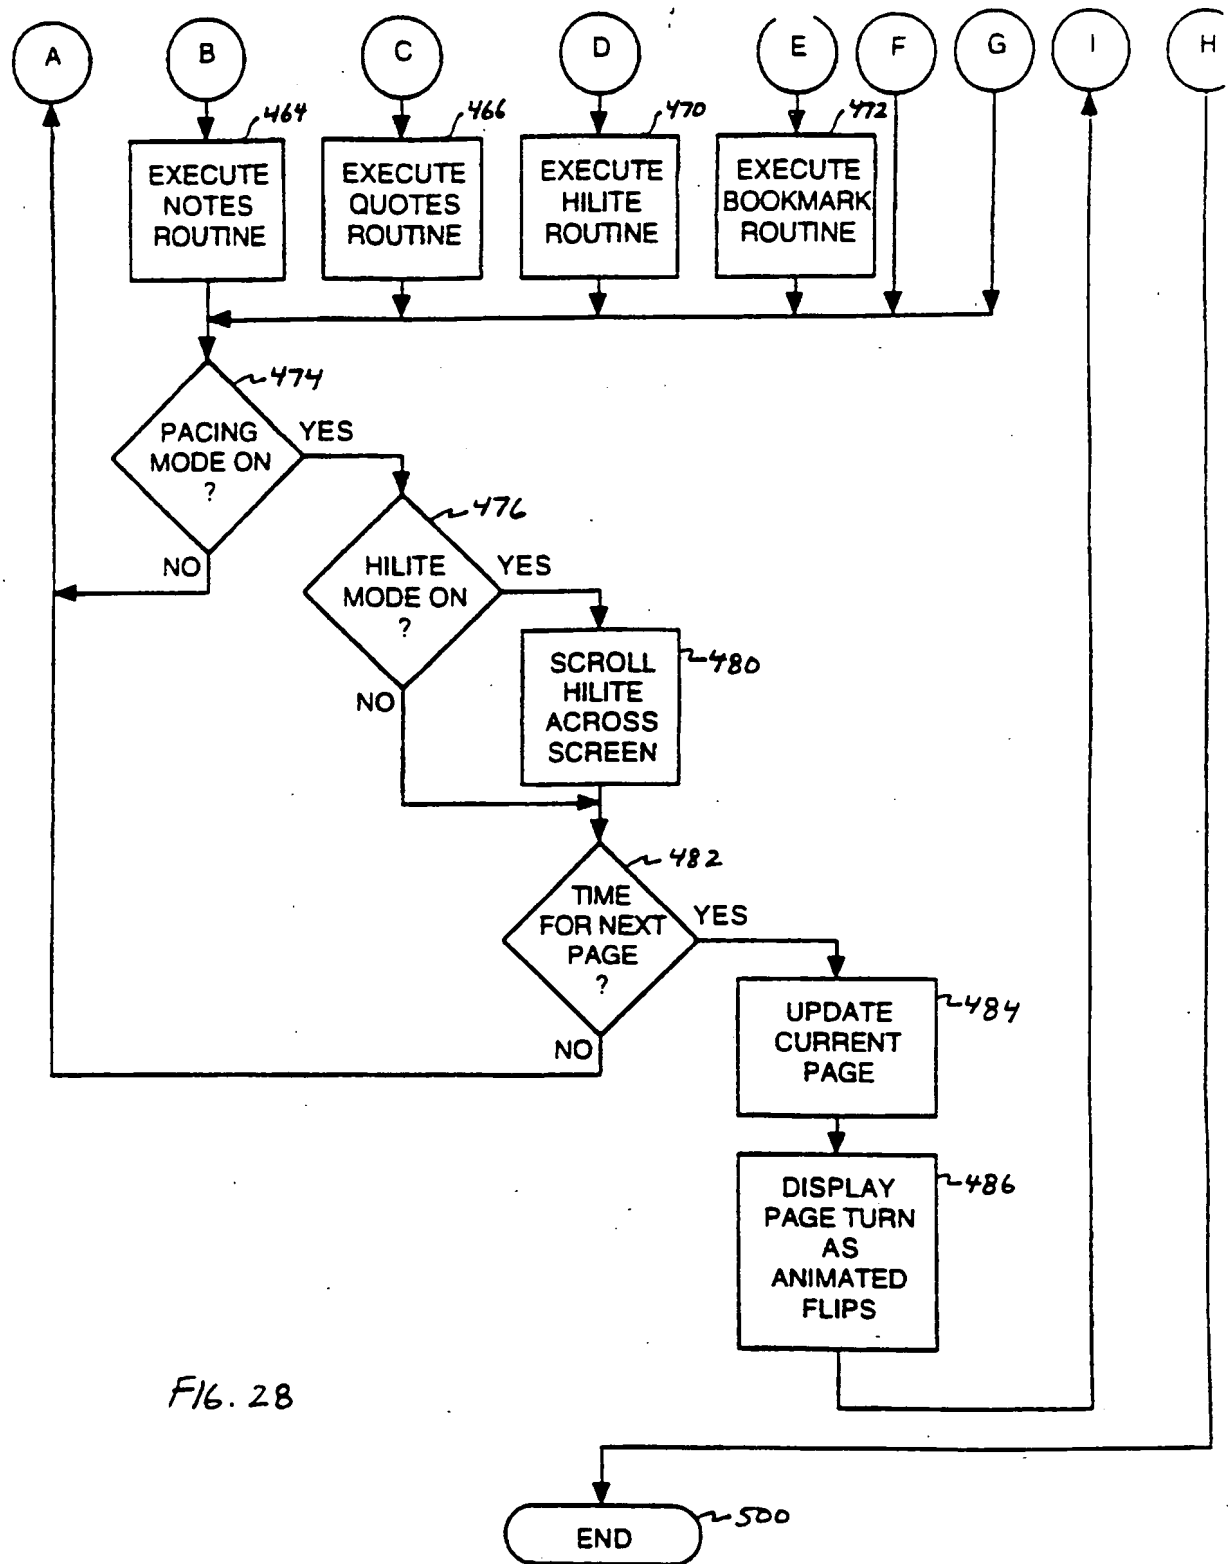 A B C D E F G I H
464
466
470
472
EXECUTE
NOTES
ROUTINE
EXECUTE
QUOTES
ROUTINE
EXECUTE
HILITE
ROUTINE
EXECUTE
BOOKMARK
ROUTINE
474
PACING
MODE ON
?
YES
NO
476
HILITE
MODE ON
?
YES
NO
480
SCROLL
HILITE
ACROSS
SCREEN
482
TIME
FOR NEXT
PAGE
?
YES
NO
484
UPDATE
CURRENT
PAGE
486
DISPLAY
PAGE TURN
AS
ANIMATED
FLIPS
FIG. 28
END
500